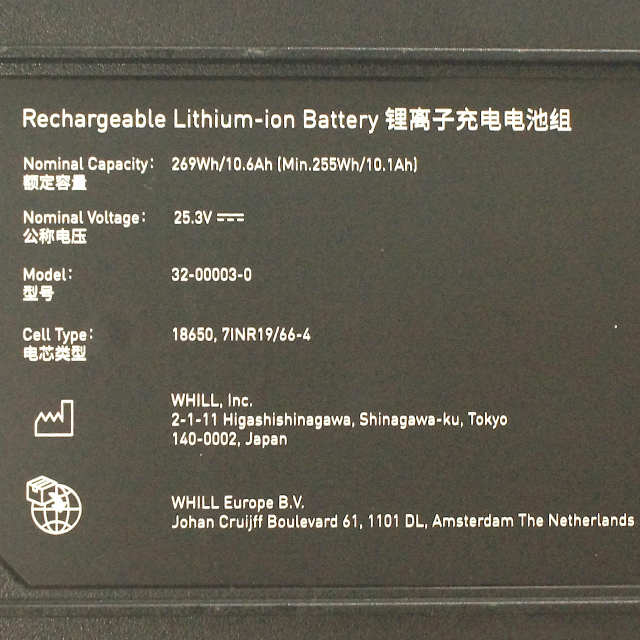 Rechargeable Lithium-ion Battery 锂离子充电电池组
Nominal Capacity: 269Wh/10.6Ah (Min.255Wh/10.1Ah)
额定容量
Nominal Voltage: 25.3V
公称电压
Model: 32-00003-0
型号
Cell Type: 18650, 7INR19/66-4
电芯类型
WHILL, Inc.
2-1-11 Higashishinagawa, Shinagawa-ku, Tokyo
140-0002, Japan
WHILL Europe B.V.
Johan Cruijff Boulevard 61, 1101 DL, Amsterdam The Netherlands